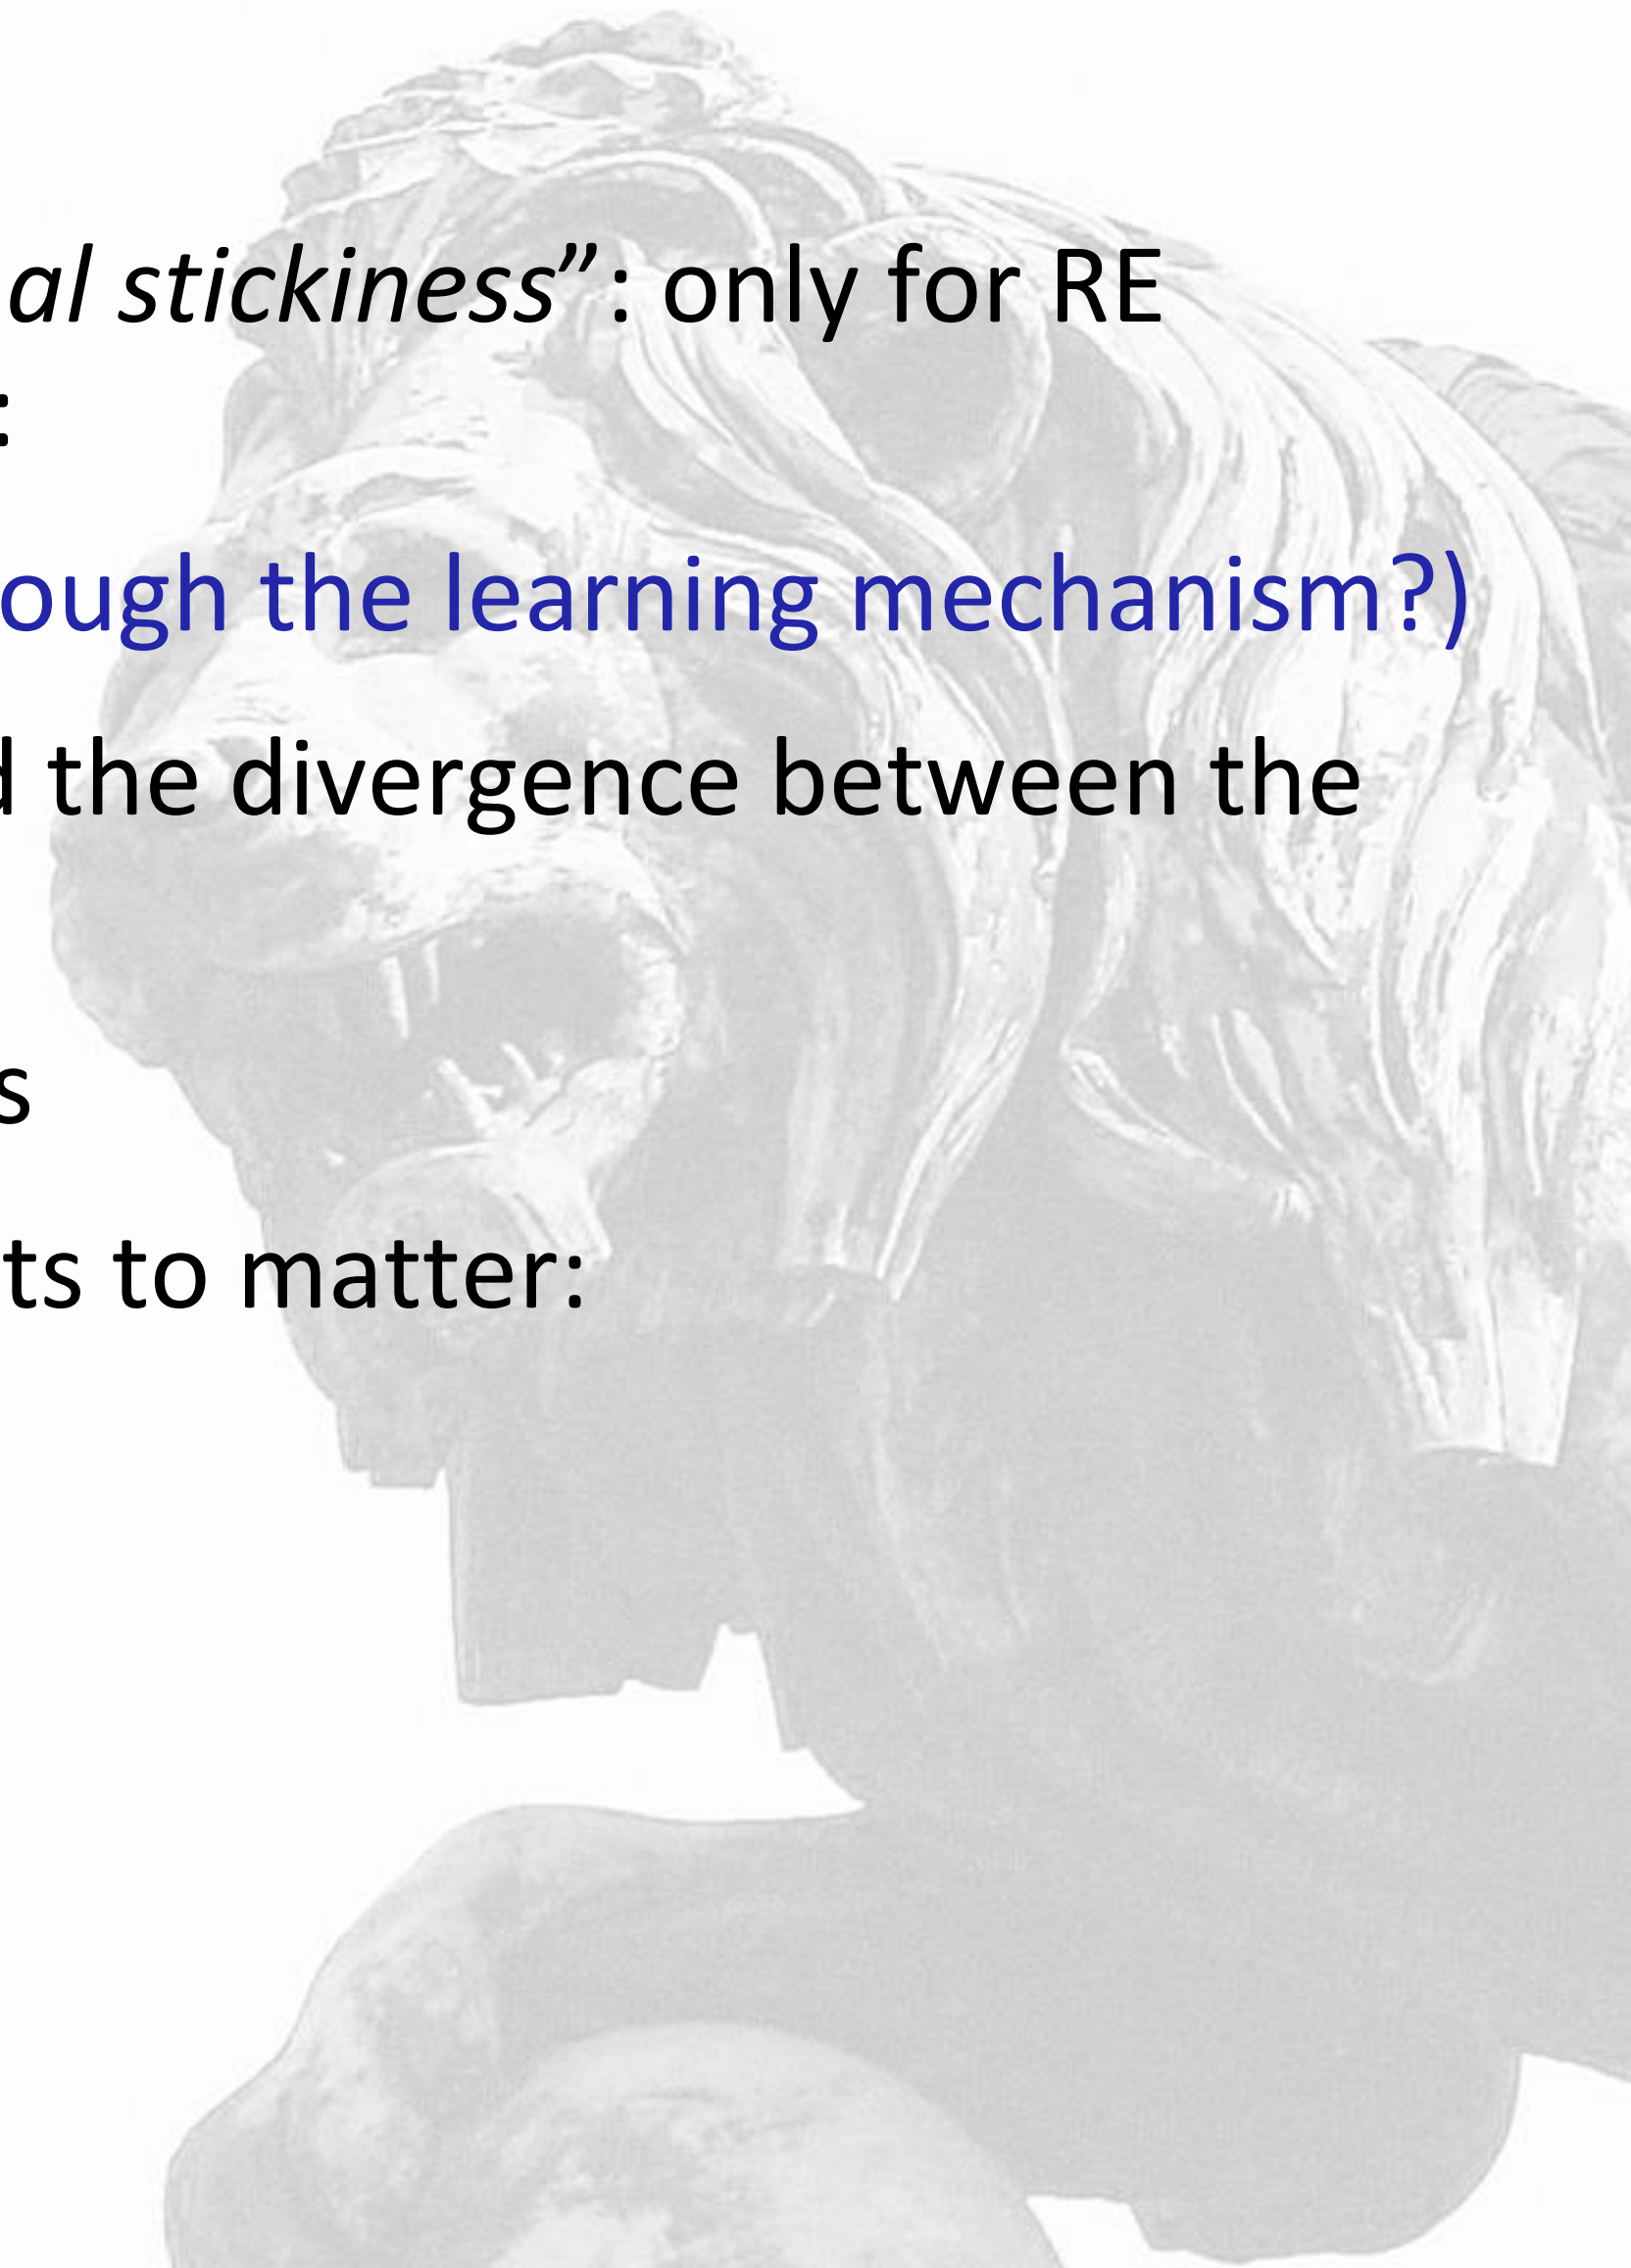 al stickiness”: only for RE
:
ough the learning mechanism?)
d the divergence between the
s
ts to matter: